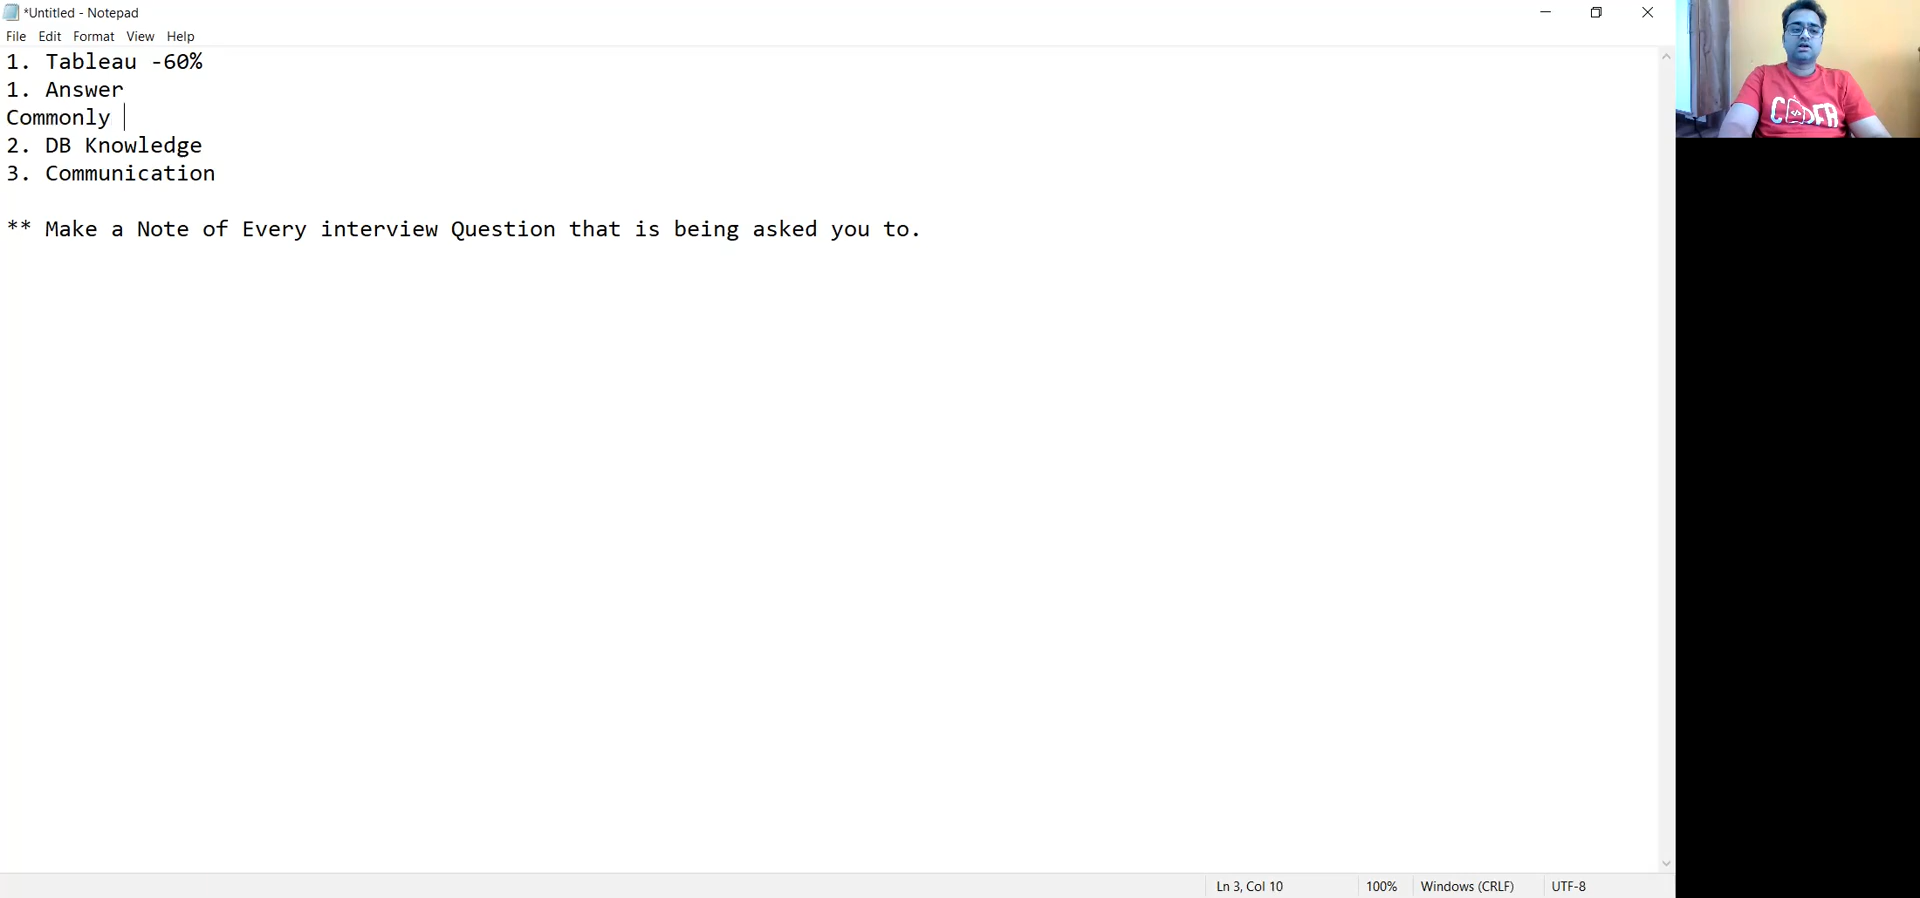 *Untitled - Notepad
File Edit Format View Help
1. Tableau -60%
1. Answer
Commonly
2. DB Knowledge
3. Communication
** Make a Note of Every interview Question that is being asked you to.
Ln 3, Col 10 100% Windows (CRLF) UTF-8